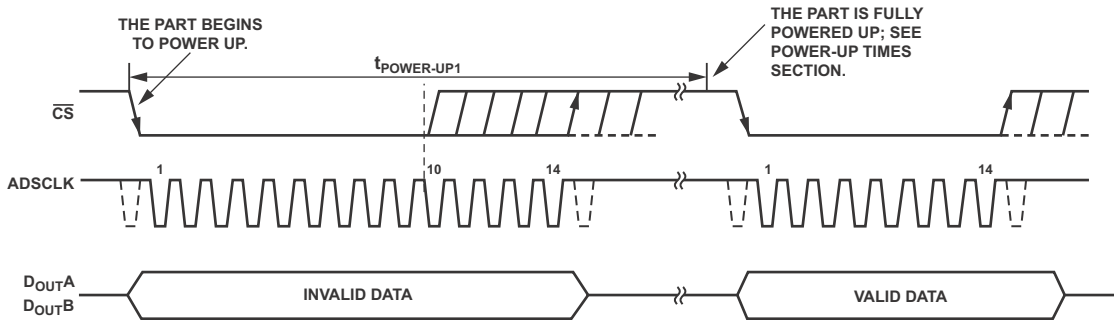 THE PART BEGINS
TO POWER UP.
THE PART IS FULLY
POWERED UP; SEE
POWER-UP TIMES
SECTION.
tPOWER-UP1
CS
ADSCLK
1
10
14
1
14
DOUTA
DOUTB
INVALID DATA
VALID DATA